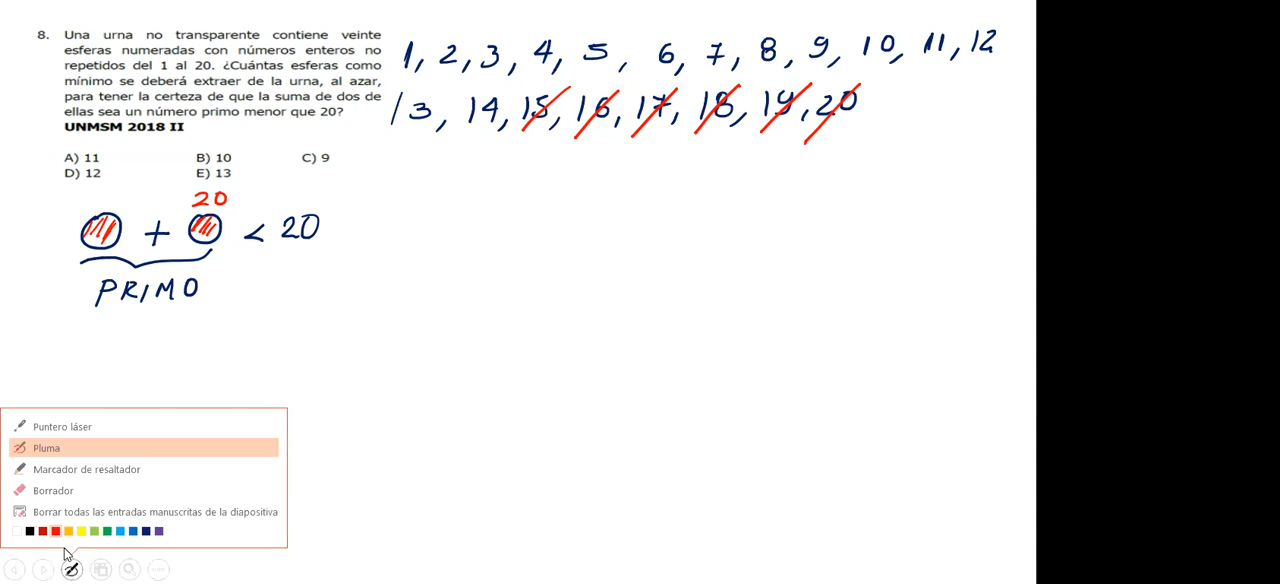 8. Una urna no transparente contiene veinte
esferas numeradas con números enteros no
repetidos del 1 al 20. ¿Cuántas esferas como
mínimo se deberá extraer de la urna, al azar,
para tener la certeza de que la suma de dos de
ellas sea un número primo menor que 20?
UNMSM 2018 II
A) 11 B) 10 C) 9
D) 12 E) 13
1, 2, 3, 4, 5, 6, 7, 8, 9, 10, 11, 12
13, 14, 15, 16, 17, 18, 19, 20
20
+ < 20
PRIMO
Puntero láser
Pluma
Marcador de resaltador
Borrador
Borrar todas las entradas manuscritas de la diapositiva